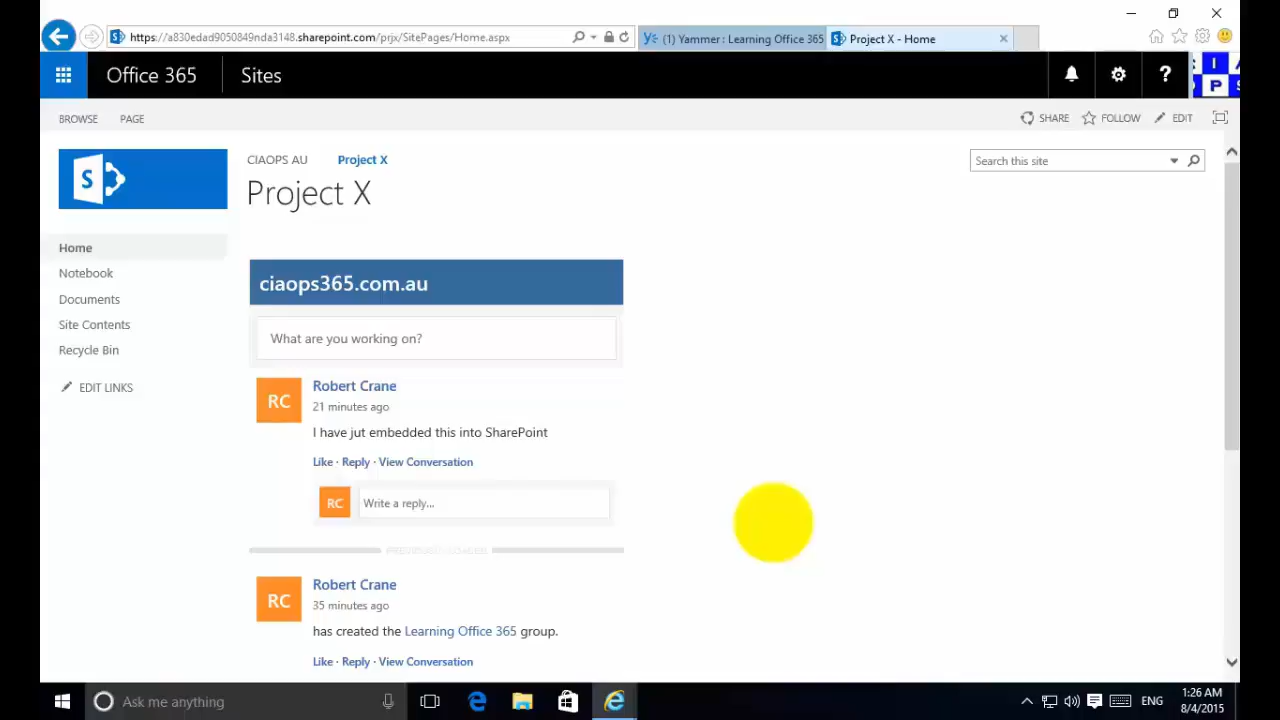 https://a830edad9050849nda3148.sharepoint.com/prjx/SitePages/Home.aspx
(1) Yammer : Learning Office 365
Project X - Home
Office 365
Sites
BROWSE
PAGE
SHARE
FOLLOW
EDIT
CIAOPS AU
Project X
Search this site
Project X
Home
Notebook
Documents
Site Contents
Recycle Bin
EDIT LINKS
ciaops365.com.au
What are you working on?
RC
Robert Crane
21 minutes ago
I have jut embedded this into SharePoint
Like · Reply · View Conversation
RC
Write a reply...
RC
Robert Crane
35 minutes ago
has created the Learning Office 365 group.
Like · Reply · View Conversation
Ask me anything
ENG
1:26 AM
8/4/2015